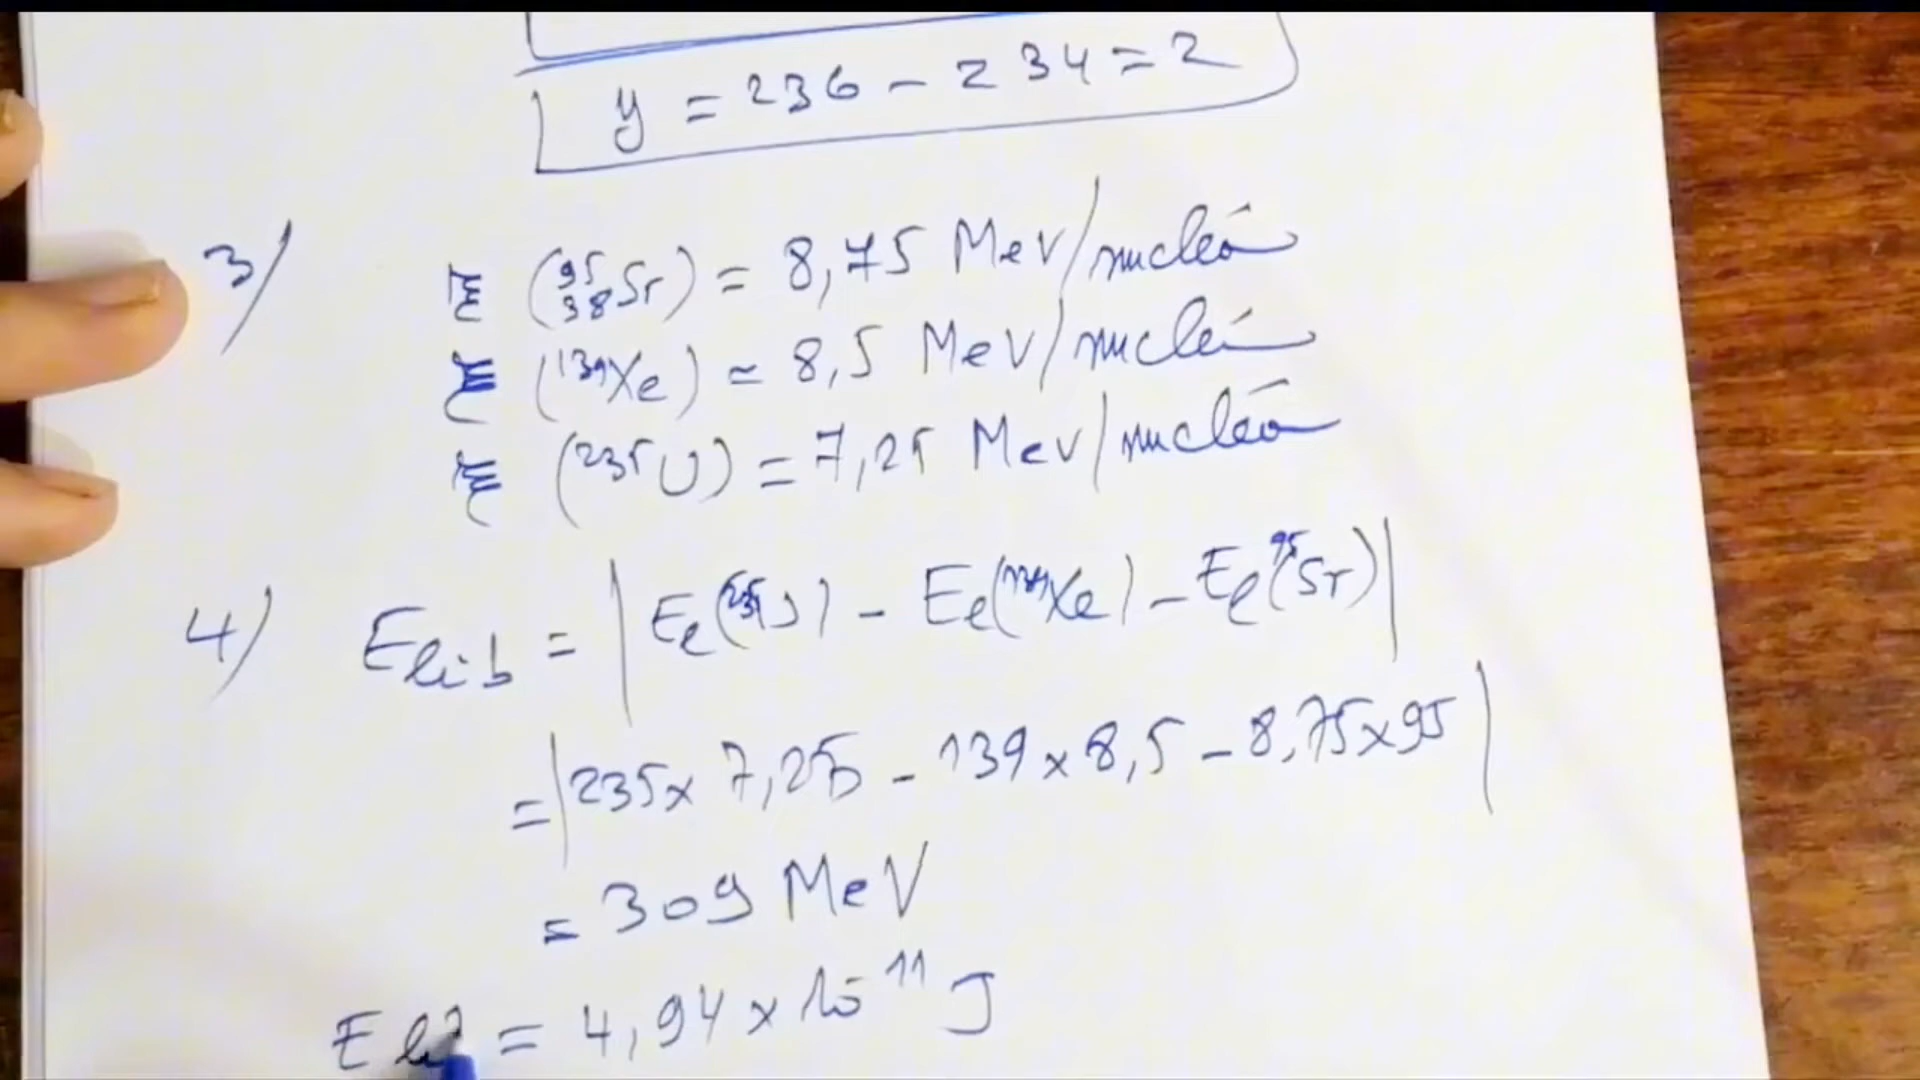 y = 236 - 234 = 2
3/ ξ (⁹⁵₃₈Sr) = 8,75 MeV/nucléon
ξ (¹³⁹Xe) ≃ 8,5 MeV/nucléon
ξ (²³⁵U) = 7,25 MeV/nucléon
4/ Elib = | Eℓ(²³⁵U) - Eℓ(¹³⁹Xe) - Eℓ(⁹⁵Sr) |
= | 235 x 7,25 - 139 x 8,5 - 8,75 x 95 |
= 309 MeV
Elib = 4,94 x 10⁻¹¹ J